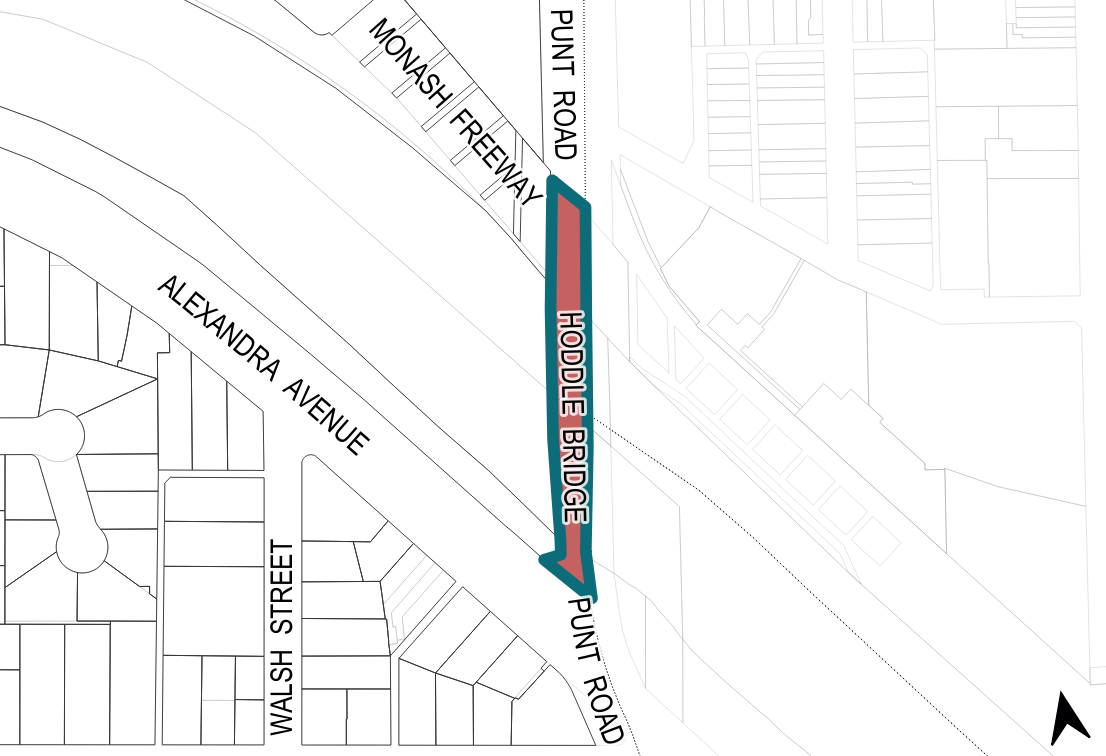 PUNT ROAD
MONASH FREEWAY
ALEXANDRA AVENUE
HODDLE BRIDGE
WALSH STREET
PUNT ROAD